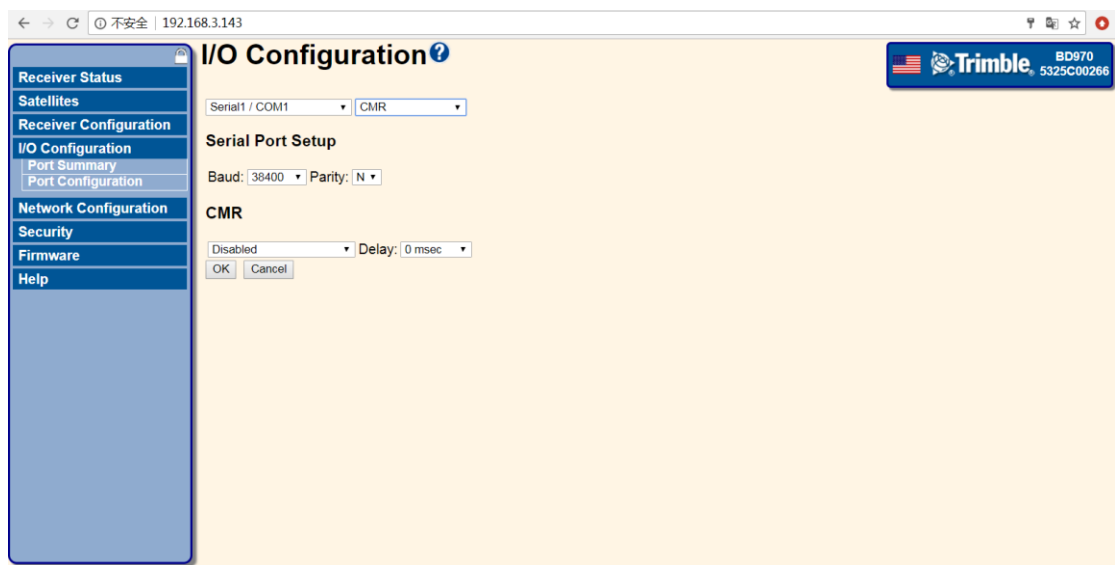 不安全 192.168.3.143
I/O Configuration?
Trimble® BD970
5325C00266
Receiver Status
Satellites
Receiver Configuration
I/O Configuration
Port Summary
Port Configuration
Network Configuration
Security
Firmware
Help
Serial1 / COM1 CMR
Serial Port Setup
Baud: 38400 Parity: N
CMR
Disabled Delay: 0 msec
OK Cancel